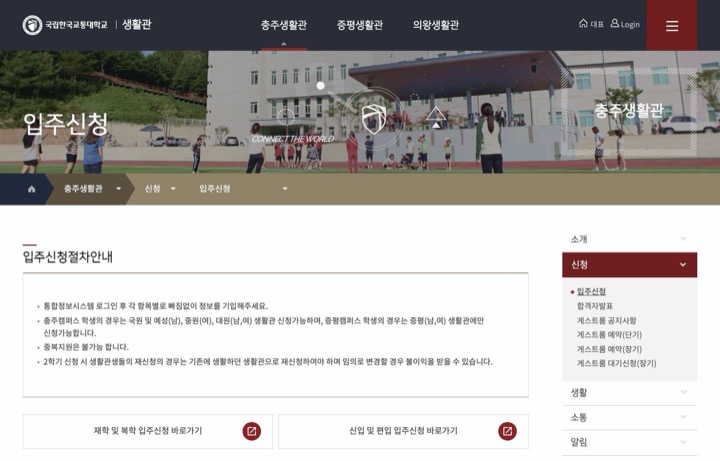 국립한국교통대학교 | 생활관
충주생활관
증평생활관
의왕생활관
대표
Login
입주신청
CONNECT THE WORLD
충주생활관
충주생활관
신청
입주신청
입주신청절차안내
• 통합정보시스템 로그인 후 각 항목별로 빠짐없이 정보를 기입해주세요.
• 충주캠퍼스 학생의 경우는 국원 및 예성(남), 중원(여), 대원(남,여) 생활관 신청가능하며, 증평캠퍼스 학생의 경우는 증평(남,여) 생활관에만
신청가능합니다.
• 중복지원은 불가능 합니다.
• 2학기 신청 시 생활관생들의 재신청의 경우는 기존에 생활하던 생활관으로 재신청하여야 하며 임의로 변경할 경우 불이익을 받을 수 있습니다.
재학 및 복학 입주신청 바로가기
신입 및 편입 입주신청 바로가기
소개
신청
• 입주신청
합격자발표
게스트룸 공지사항
게스트룸 예약(단기)
게스트룸 예약(장기)
게스트룸 대기신청(장기)
생활
소통
알림